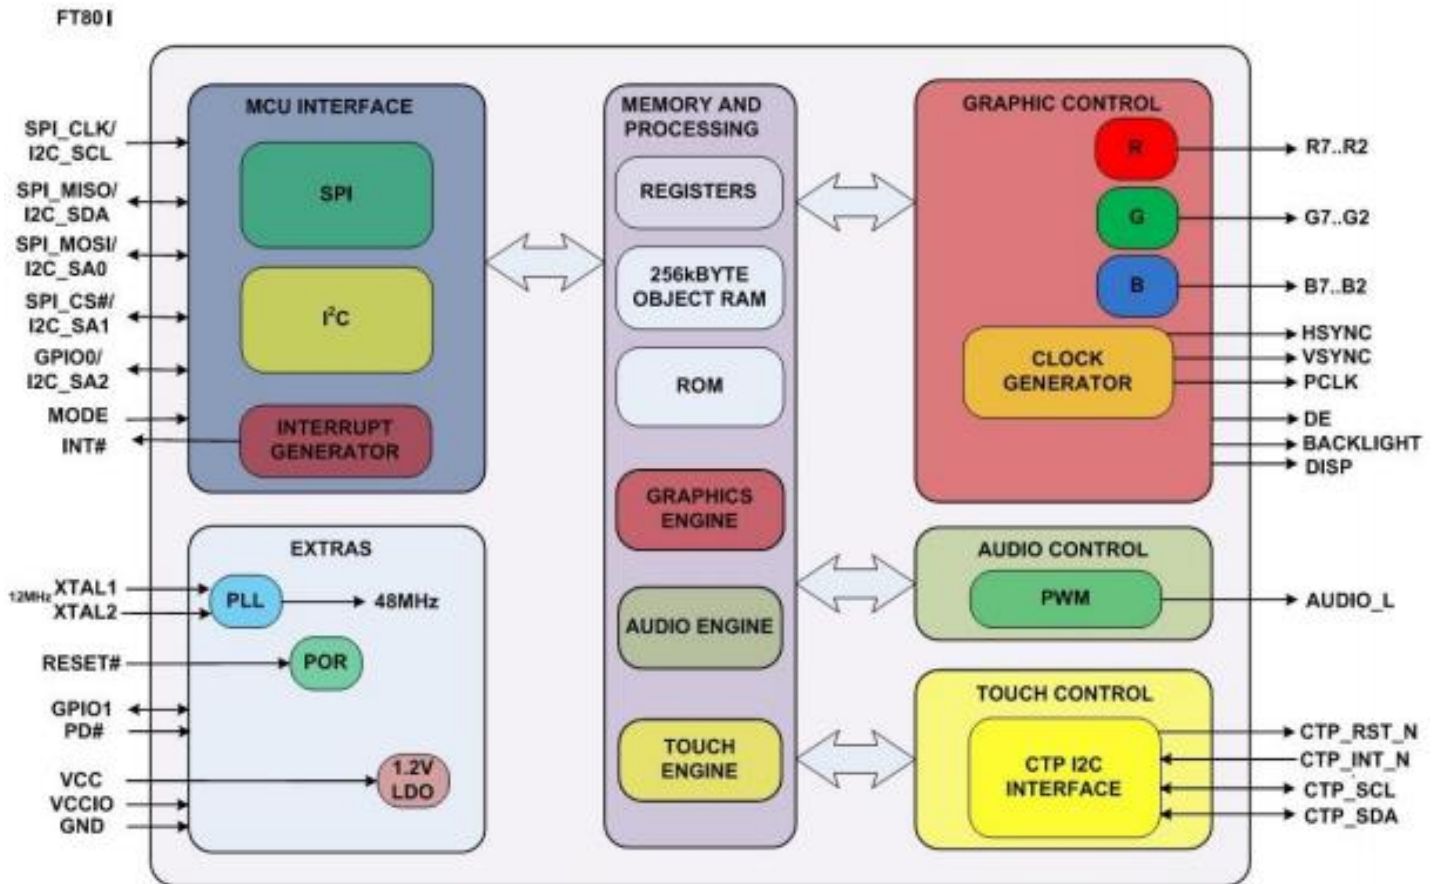 FT801
MCU INTERFACE
SPI_CLK/
I2C_SCL
SPI_MISO/
I2C_SDA
SPI_MOSI/
I2C_SA0
SPI_CS#/
I2C_SA1
GPIO0/
I2C_SA2
MODE
INT#
SPI
I²C
INTERRUPT
GENERATOR
EXTRAS
12MHz
XTAL1
XTAL2
PLL
48MHz
RESET#
POR
GPIO1
PD#
VCC
VCCIO
GND
1.2V
LDO
MEMORY AND
PROCESSING
REGISTERS
256kBYTE
OBJECT RAM
ROM
GRAPHICS
ENGINE
AUDIO ENGINE
TOUCH
ENGINE
GRAPHIC CONTROL
R
G
B
CLOCK
GENERATOR
R7..R2
G7..G2
B7..B2
HSYNC
VSYNC
PCLK
DE
BACKLIGHT
DISP
AUDIO CONTROL
PWM
AUDIO_L
TOUCH CONTROL
CTP I2C
INTERFACE
CTP_RST_N
CTP_INT_N
CTP_SCL
CTP_SDA